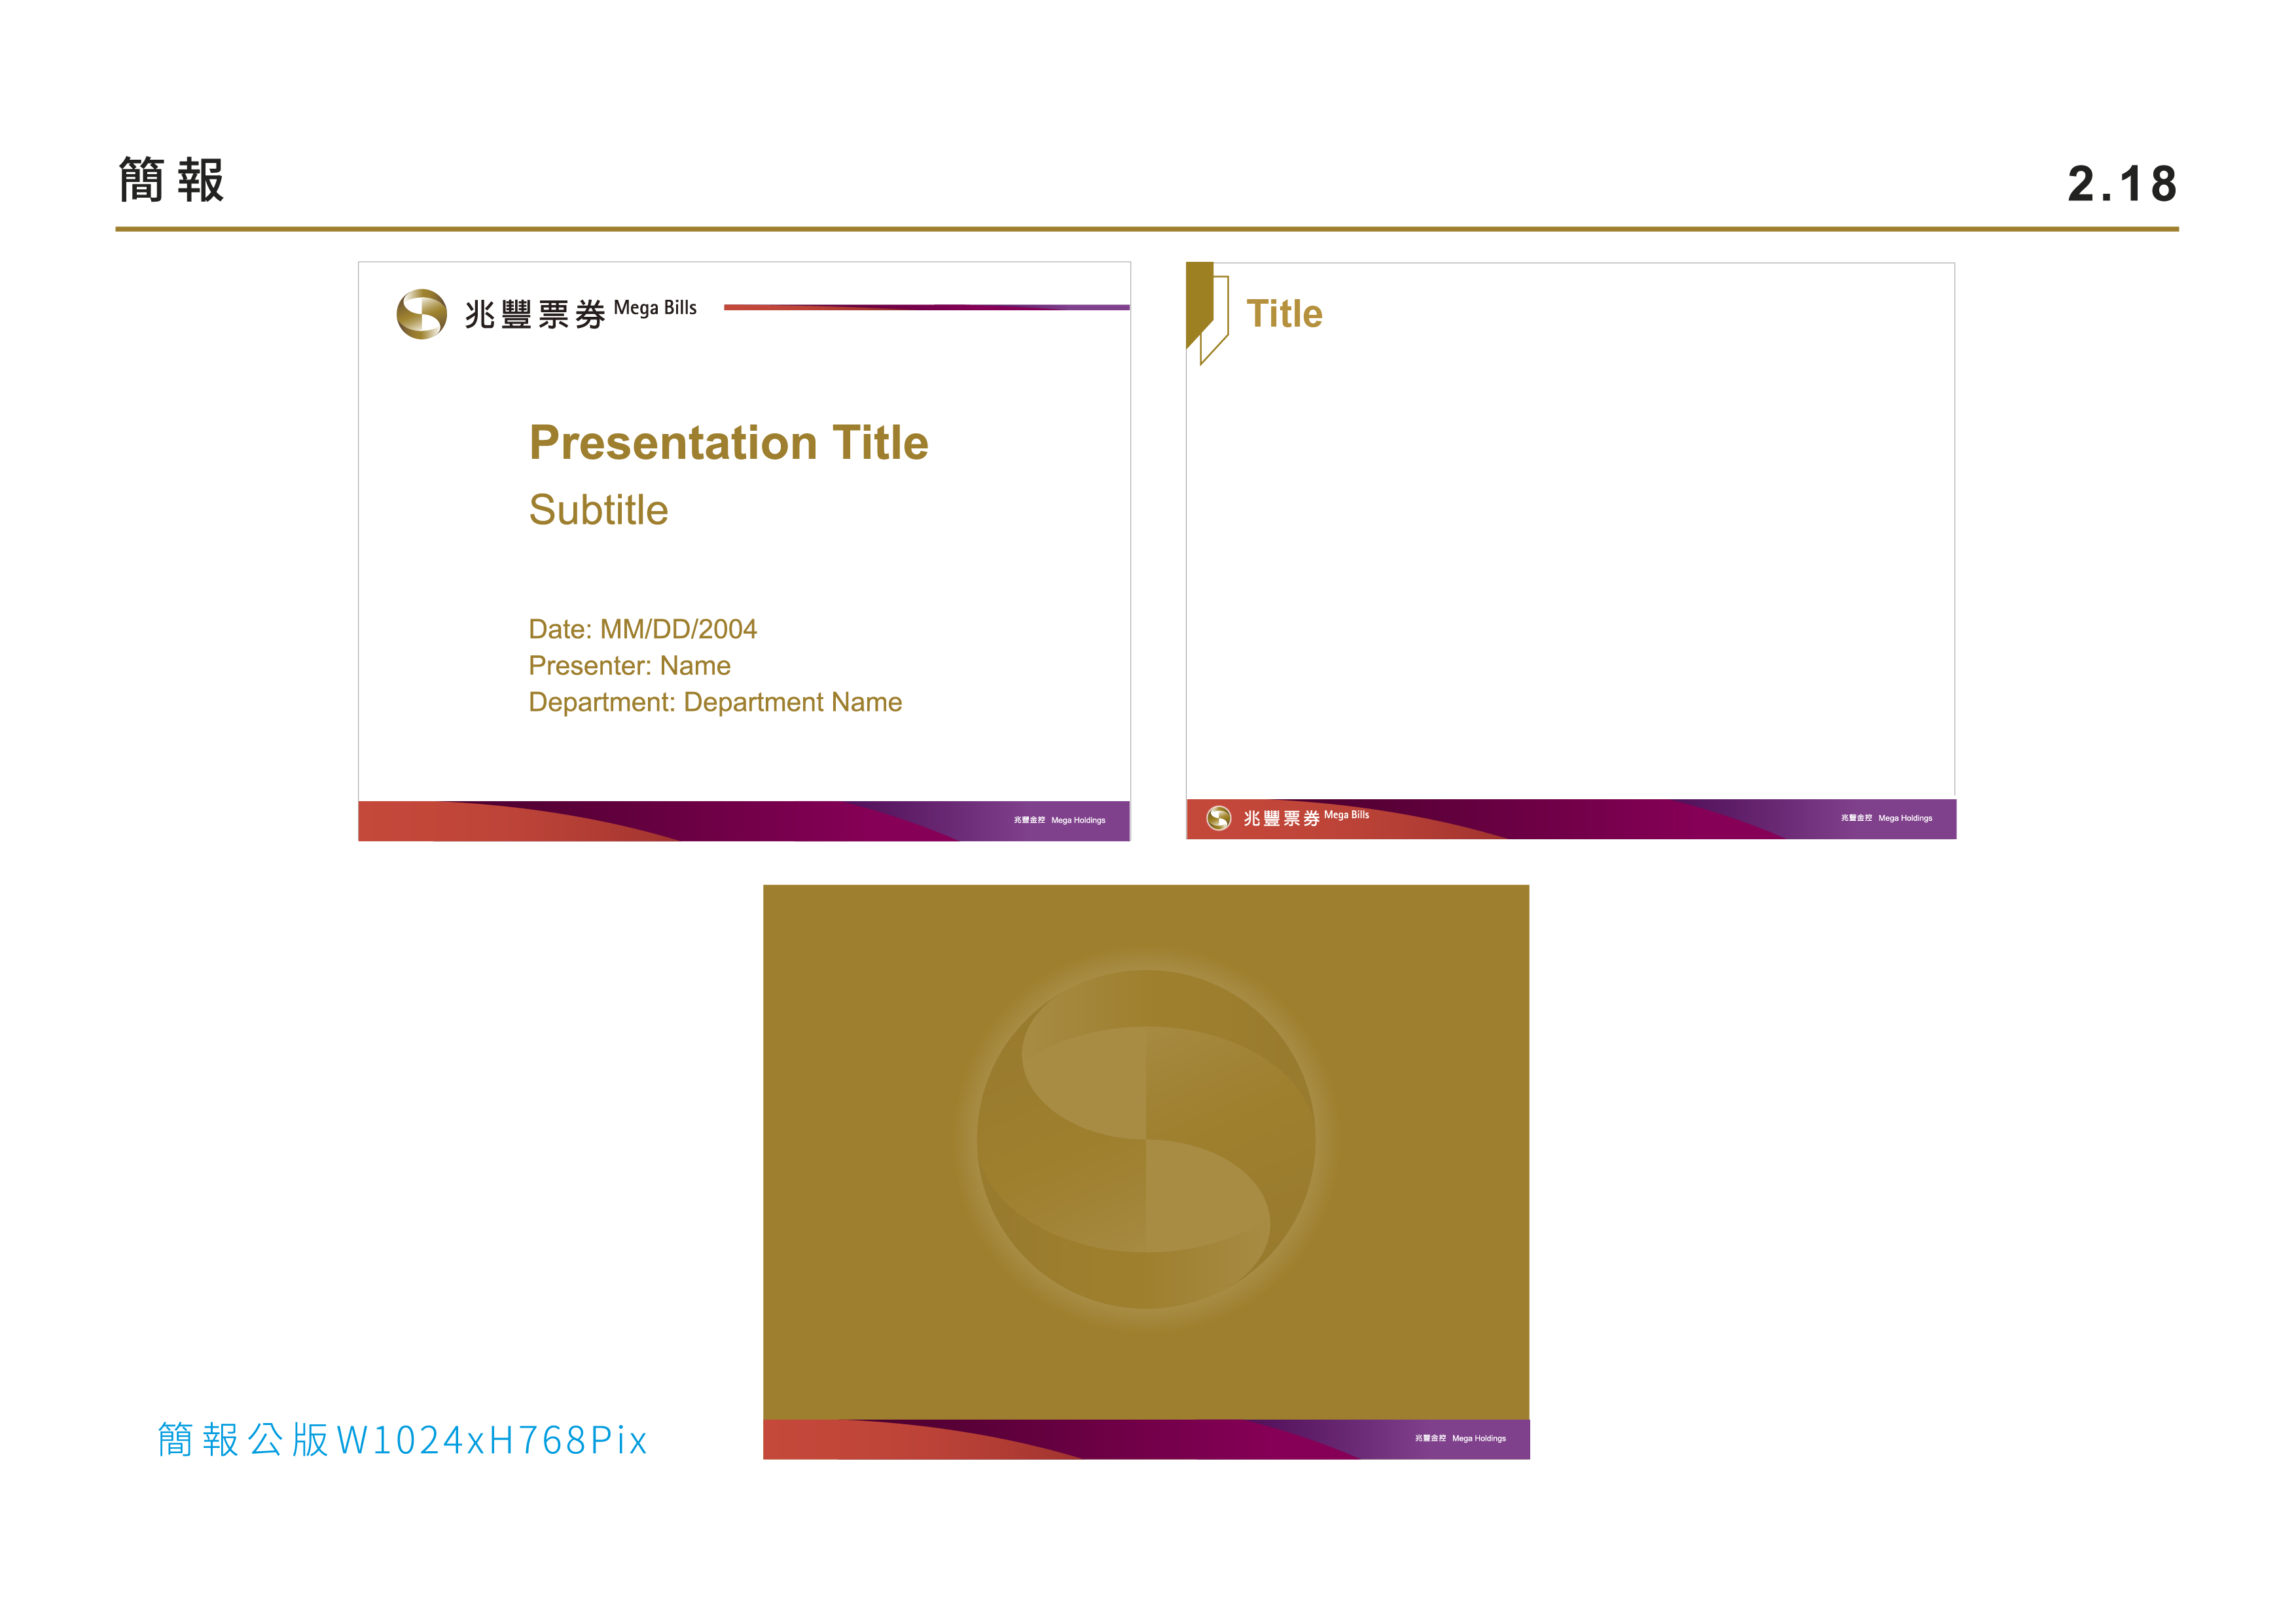 簡報
2.18
兆豐票券 Mega Bills
Presentation Title
Subtitle
Date: MM/DD/2004
Presenter: Name
Department: Department Name
兆豐金控 Mega Holdings
Title
兆豐票券 Mega Bills
兆豐金控 Mega Holdings
兆豐金控 Mega Holdings
簡報公版W1024xH768Pix